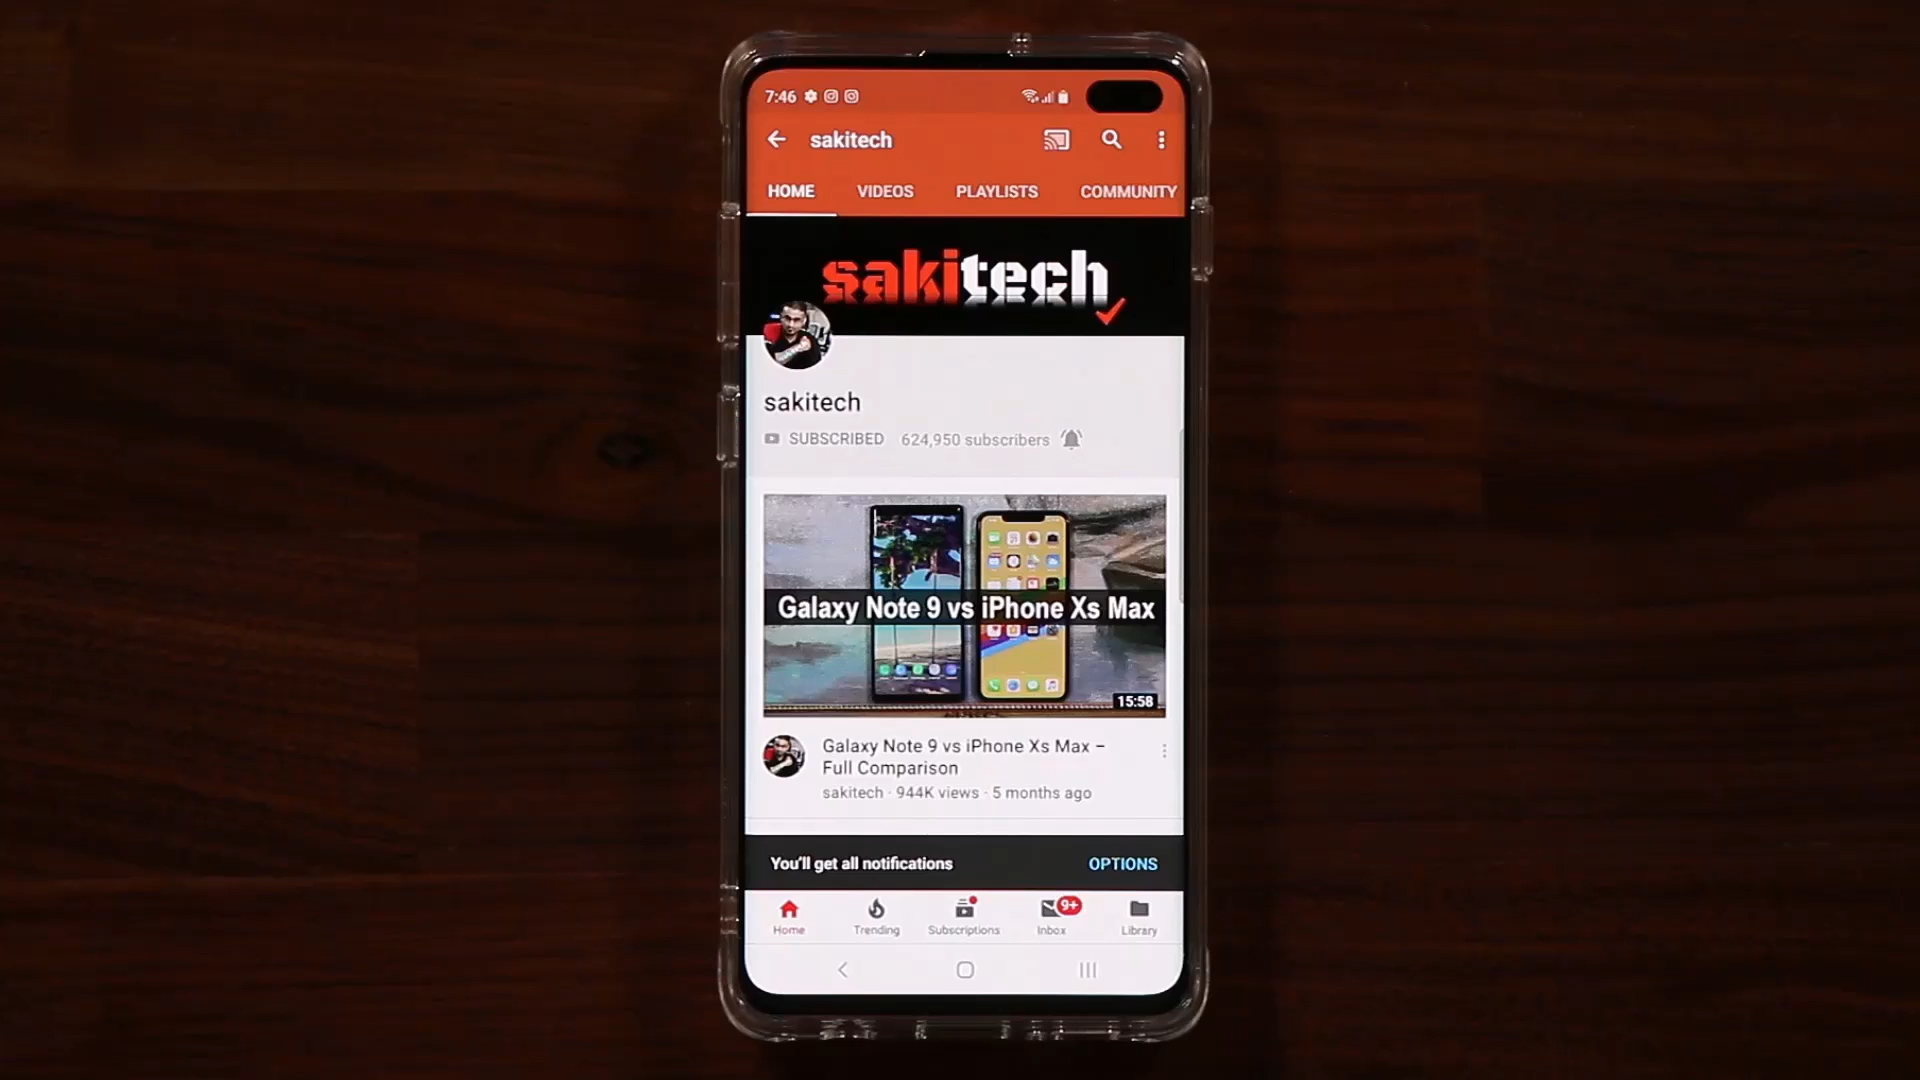 7:46
sakitech
HOME VIDEOS PLAYLISTS COMMUNITY
sakitech
sakitech
SUBSCRIBED 624,950 subscribers
Galaxy Note 9 vs iPhone Xs Max
15:58
Galaxy Note 9 vs iPhone Xs Max –
Full Comparison
sakitech · 944K views · 5 months ago
You'll get all notifications OPTIONS
9+
Home Trending Subscriptions Inbox Library